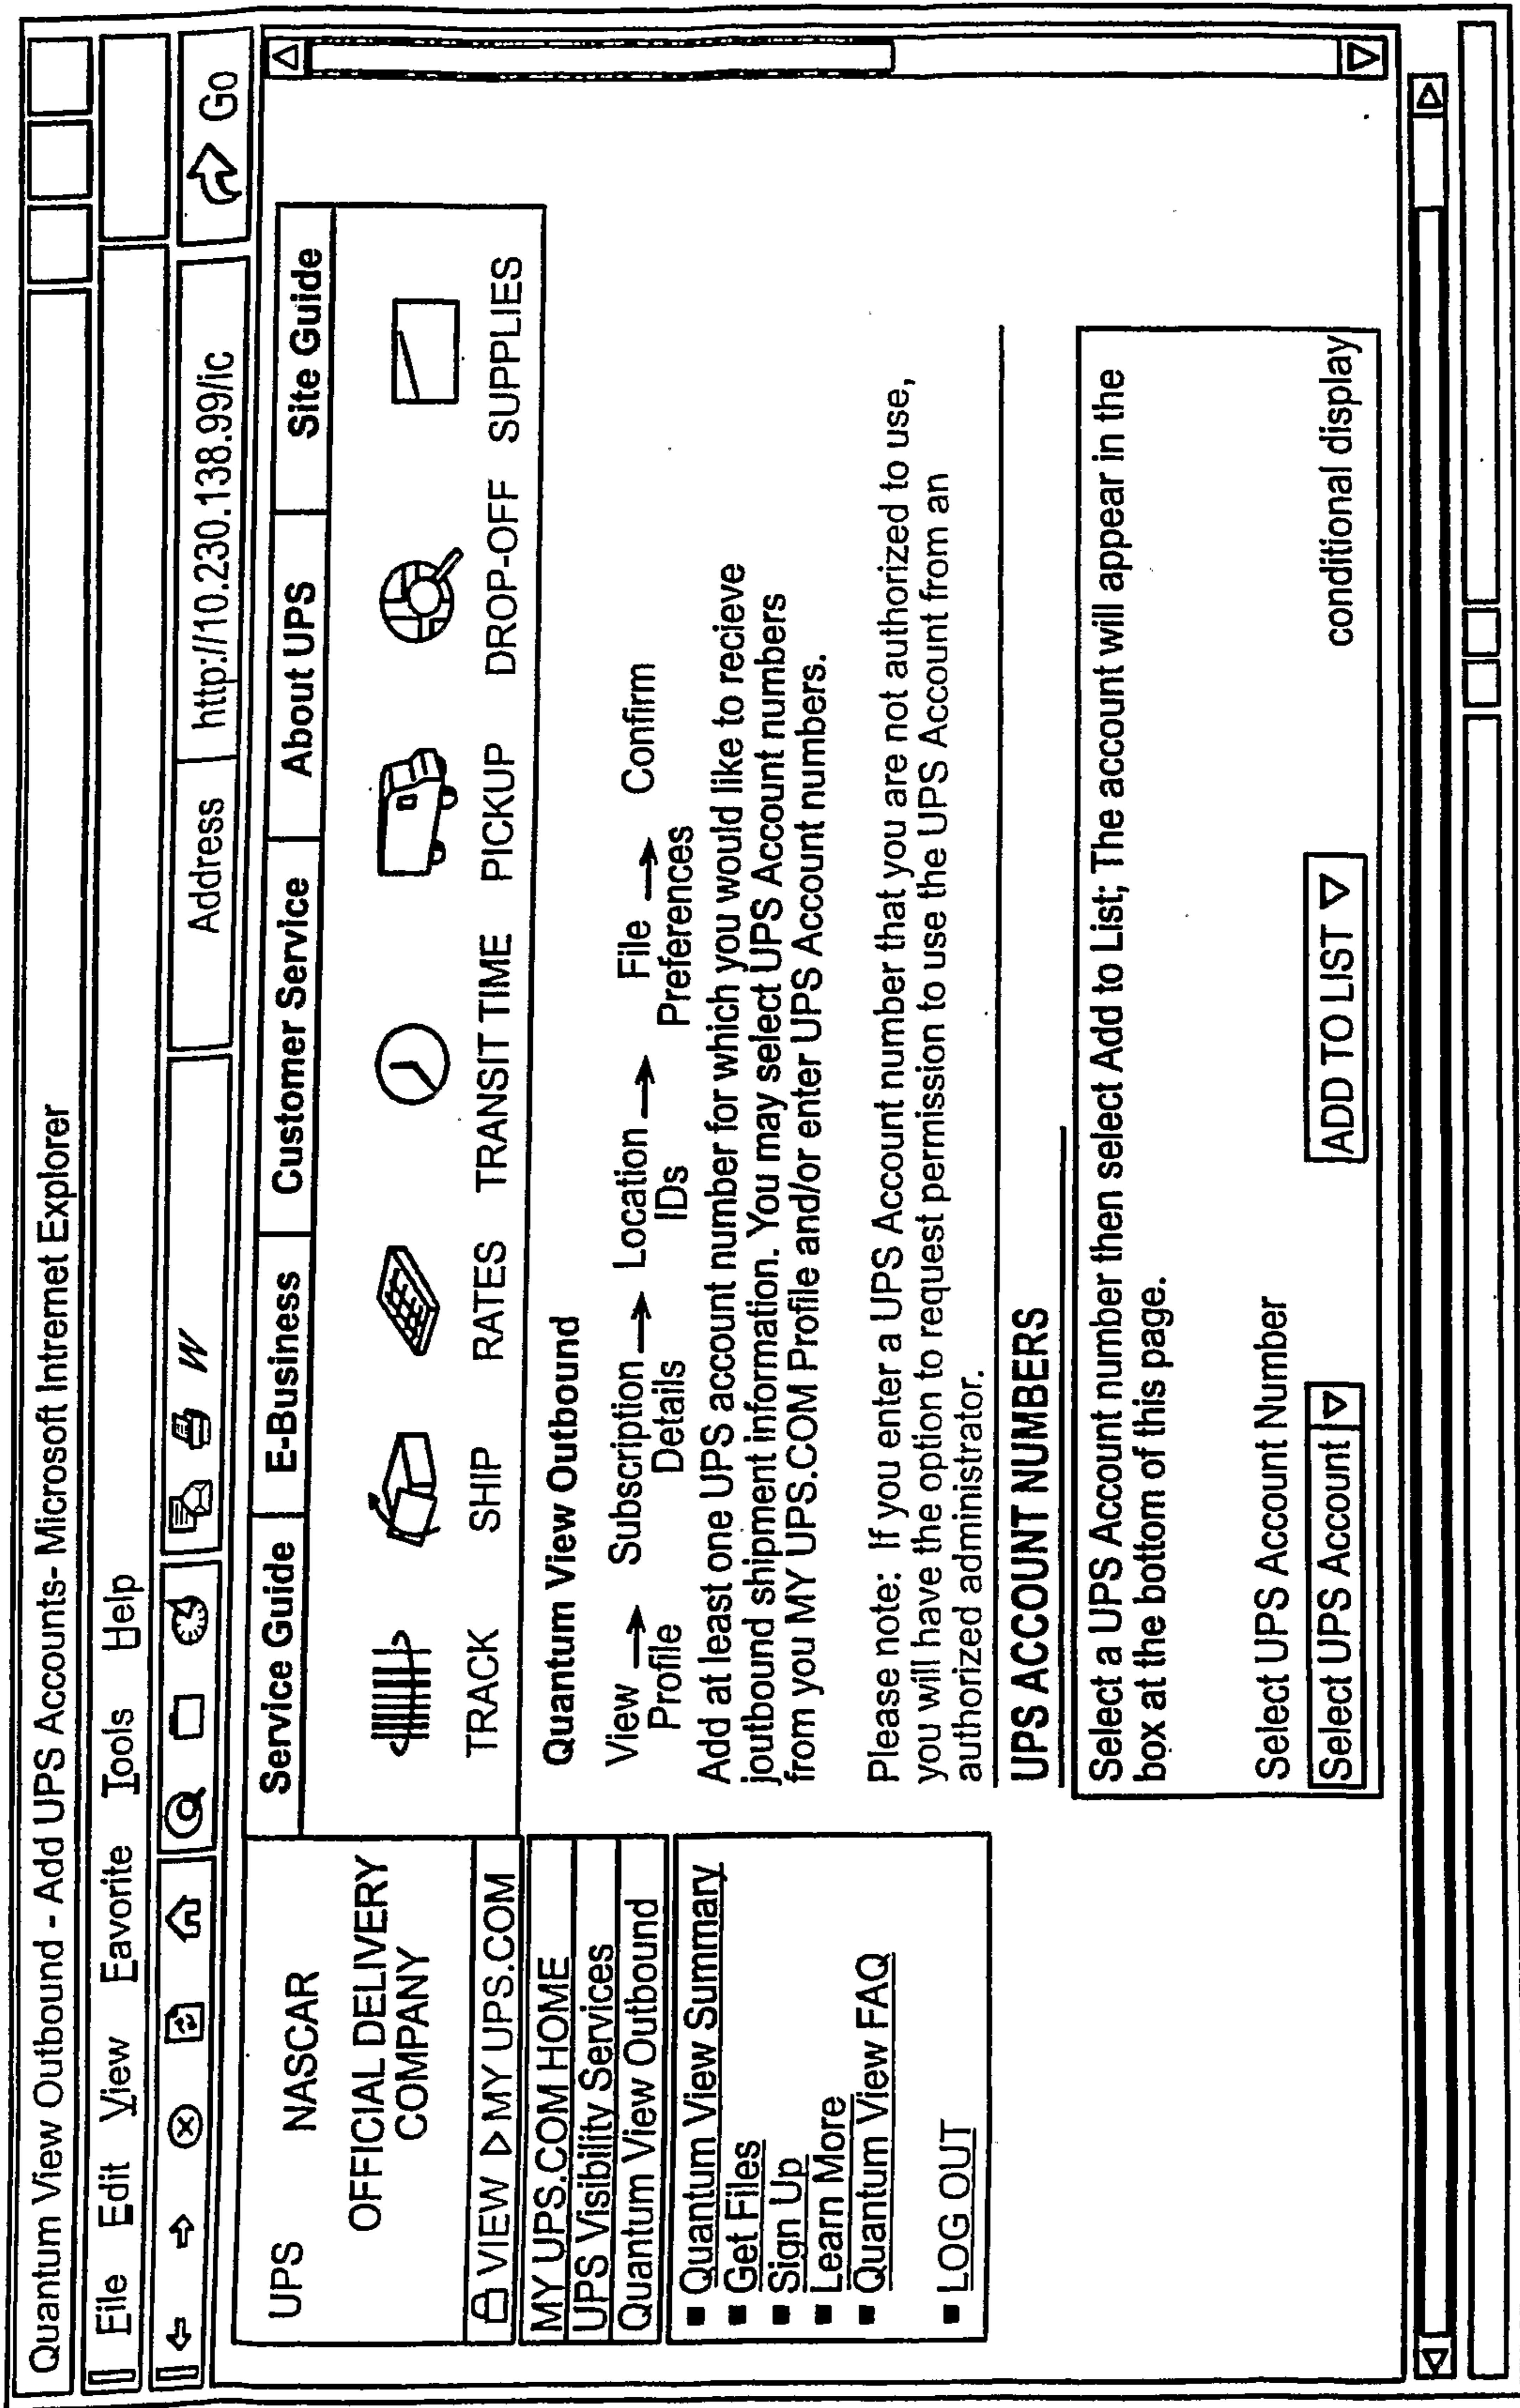 Quantum View Outbound - Add UPS Accounts- Microsoft Intremet Explorer
File Edit View Favorite Tools Help
W
Address http://10.230.138.99/ic
Go
UPS NASCAR
OFFICIAL DELIVERY
COMPANY
VIEW ▷ MY UPS.COM
MY UPS.COM HOME
UPS Visibility Services
Quantum View Outbound
▪ Quantum View Summary
▪ Get Files
▪ Sign Up
▪ Learn More
▪ Quantum View FAQ
▪ LOG OUT
Service Guide E-Business Customer Service About UPS Site Guide
TRACK SHIP RATES TRANSIT TIME PICKUP DROP-OFF SUPPLIES
Quantum View Outbound
View → Subscription → Location → File → Confirm
Profile Details IDs Preferences
Add at least one UPS account number for which you would like to recieve
joutbound shipment information. You may select UPS Account numbers
from you MY UPS.COM Profile and/or enter UPS Account numbers.
Please note: If you enter a UPS Account number that you are not authorized to use,
you will have the option to request permission to use the UPS Account from an
authorized administrator.
UPS ACCOUNT NUMBERS
Select a UPS Account number then select Add to List; The account will appear in the
box at the bottom of this page.
Select UPS Account Number
Select UPS Account ▽ ADD TO LIST ▽ conditional display